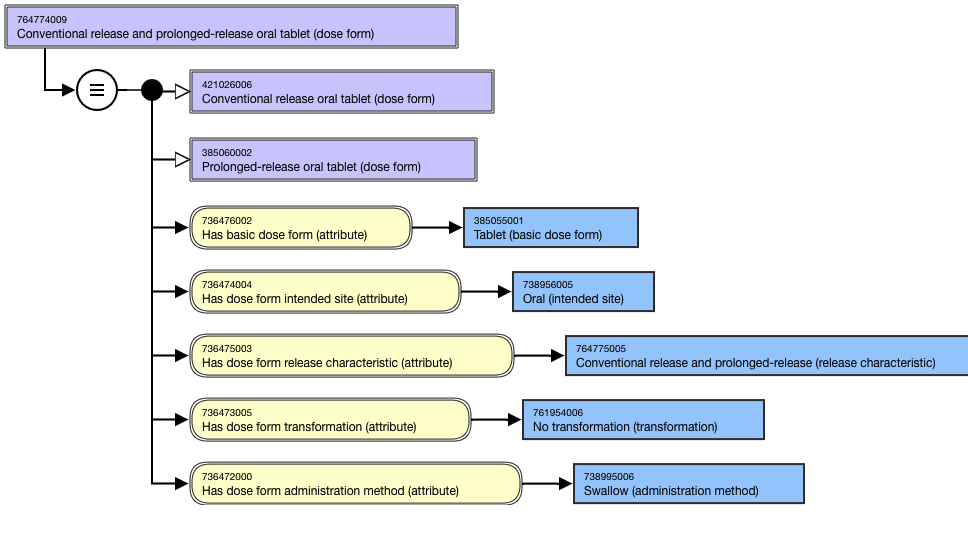 764774009
Conventional release and prolonged-release oral tablet (dose form)
421026006
Conventional release oral tablet (dose form)
385060002
Prolonged-release oral tablet (dose form)
736476002
Has basic dose form (attribute)
385055001
Tablet (basic dose form)
736474004
Has dose form intended site (attribute)
738956005
Oral (intended site)
736475003
Has dose form release characteristic (attribute)
764775005
Conventional release and prolonged-release (release characteristic)
736473005
Has dose form transformation (attribute)
761954006
No transformation (transformation)
736472000
Has dose form administration method (attribute)
738995006
Swallow (administration method)